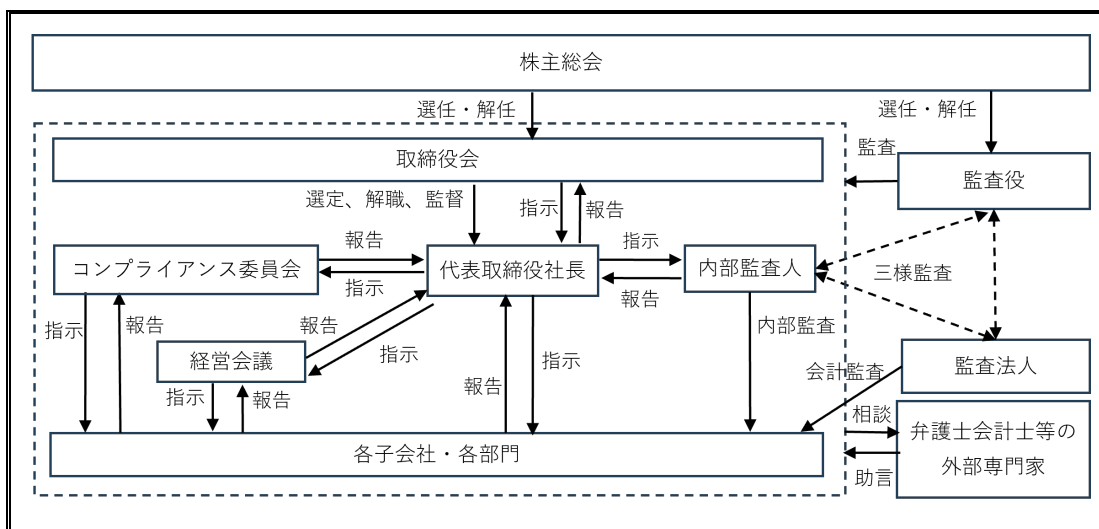 株主総会
選任・解任
選任・解任
取締役会
監査
監査役
選定、解職、監督
指示
報告
コンプライアンス委員会
報告
指示
代表取締役社長
指示
報告
内部監査人
三様監査
指示
報告
経営会議
報告
指示
指示
報告
報告
指示
内部監査
会計監査
監査法人
各子会社・各部門
相談
助言
弁護士会計士等の
外部専門家